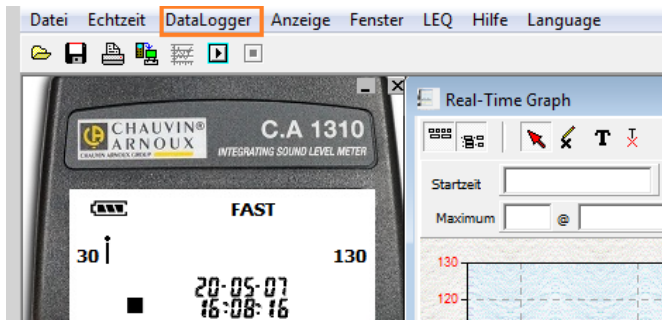 Datei Echtzeit DataLogger Anzeige Fenster LEQ Hilfe Language
CHAUVIN®
ARNOUX
CHAUVIN ARNOUX GROUP
C.A 1310
INTEGRATING SOUND LEVEL METER
FAST
30 130
20-05-07
16:08:16
Real-Time Graph
T T
Startzeit
Maximum @
130
120